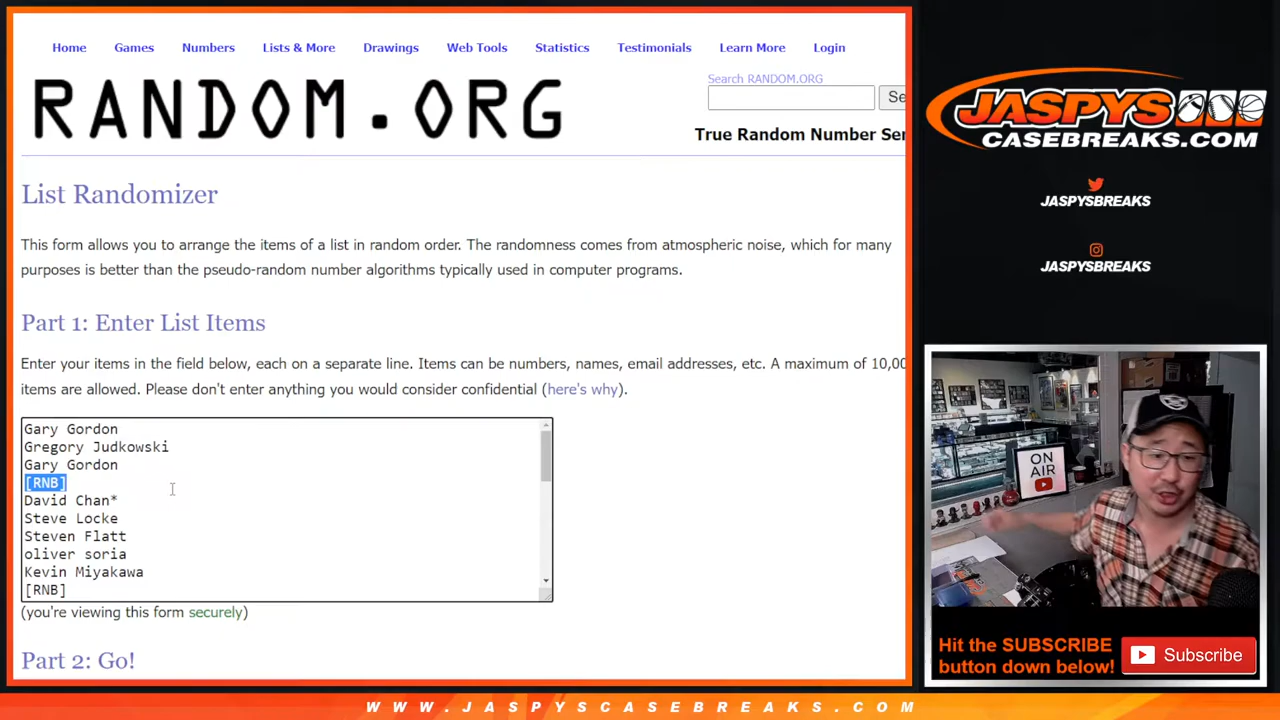 Home Games Numbers Lists & More Drawings Web Tools Statistics Testimonials Learn More Login
RANDOM.ORG
Search RANDOM.ORG
Se
True Random Number Ser
List Randomizer
This form allows you to arrange the items of a list in random order. The randomness comes from atmospheric noise, which for many
purposes is better than the pseudo-random number algorithms typically used in computer programs.
Part 1: Enter List Items
Enter your items in the field below, each on a separate line. Items can be numbers, names, email addresses, etc. A maximum of 10,00
items are allowed. Please don't enter anything you would consider confidential (here's why).
Gary Gordon
Gregory Judkowski
Gary Gordon
[RNB]
David Chan*
Steve Locke
Steven Flatt
oliver soria
Kevin Miyakawa
[RNB]
(you're viewing this form securely)
Part 2: Go!
JASPYS
CASEBREAKS.COM
JASPYSBREAKS
JASPYSBREAKS
ON
AIR
Hit the SUBSCRIBE
button down below!
Subscribe
WWW.JASPYSCASEBREAKS.COM